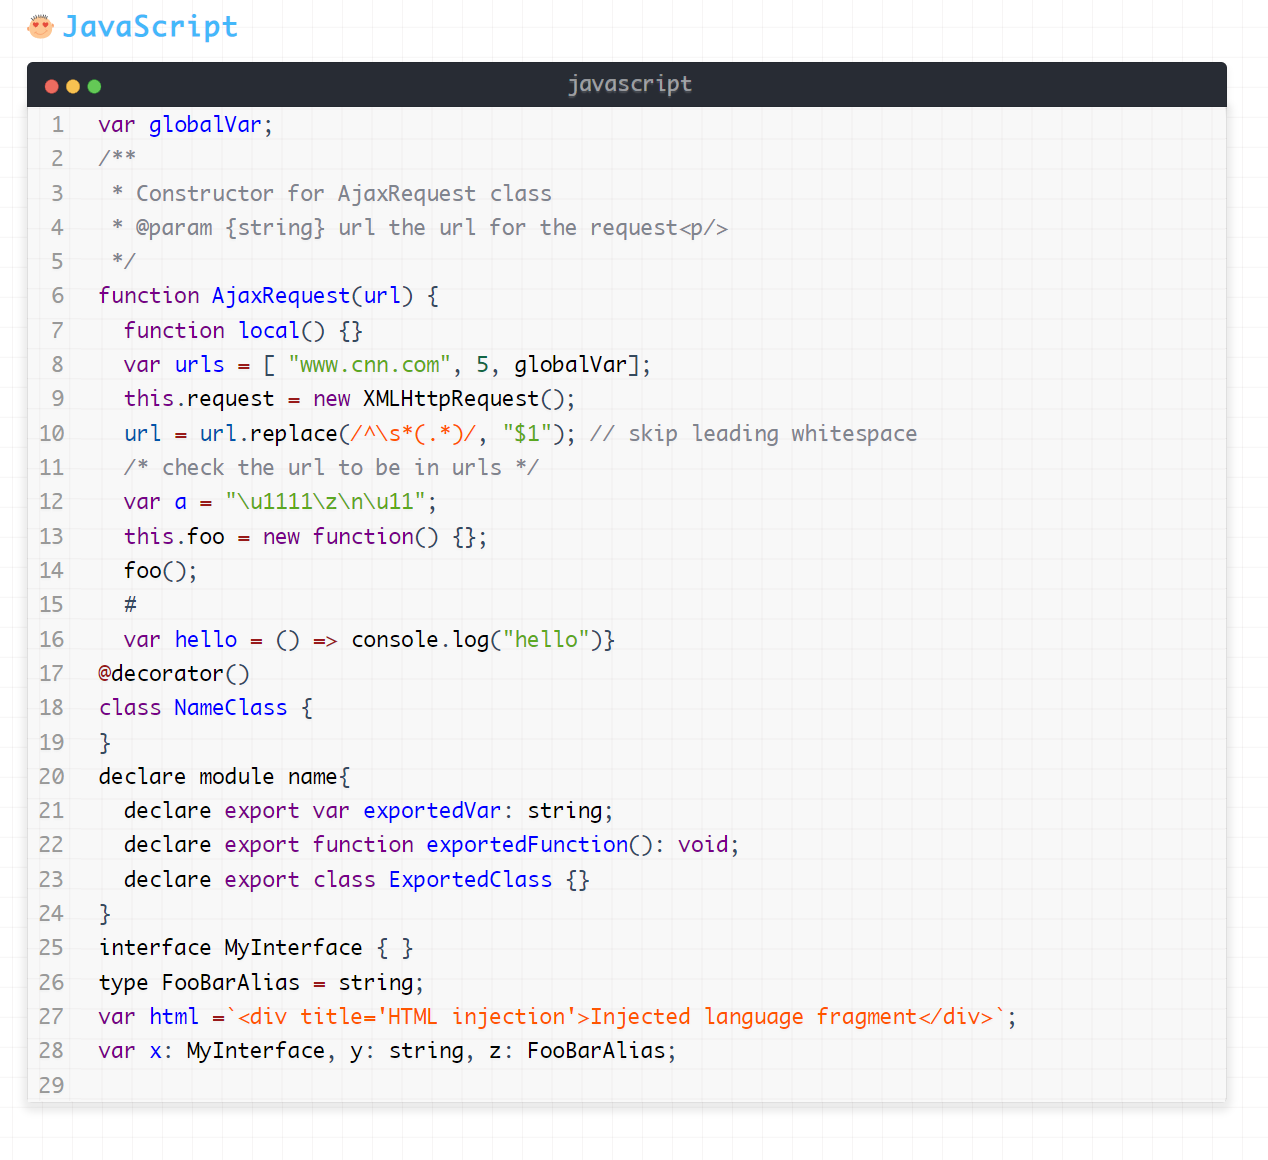 JavaScript
javascript
1 var globalVar;
2 /**
3  * Constructor for AjaxRequest class
4  * @param {string} url the url for the request<p/>
5  */
6 function AjaxRequest(url) {
7   function local() {}
8   var urls = [ "www.cnn.com", 5, globalVar];
9   this.request = new XMLHttpRequest();
10   url = url.replace(/^\s*(.*)/, "$1"); // skip leading whitespace
11   /* check the url to be in urls */
12   var a = "\u1111\z\n\u11";
13   this.foo = new function() {};
14   foo();
15   #
16   var hello = () => console.log("hello")}
17 @decorator()
18 class NameClass {
19 }
20 declare module name{
21   declare export var exportedVar: string;
22   declare export function exportedFunction(): void;
23   declare export class ExportedClass {}
24 }
25 interface MyInterface { }
26 type FooBarAlias = string;
27 var html =`<div title='HTML injection'>Injected language fragment</div>`;
28 var x: MyInterface, y: string, z: FooBarAlias;
29